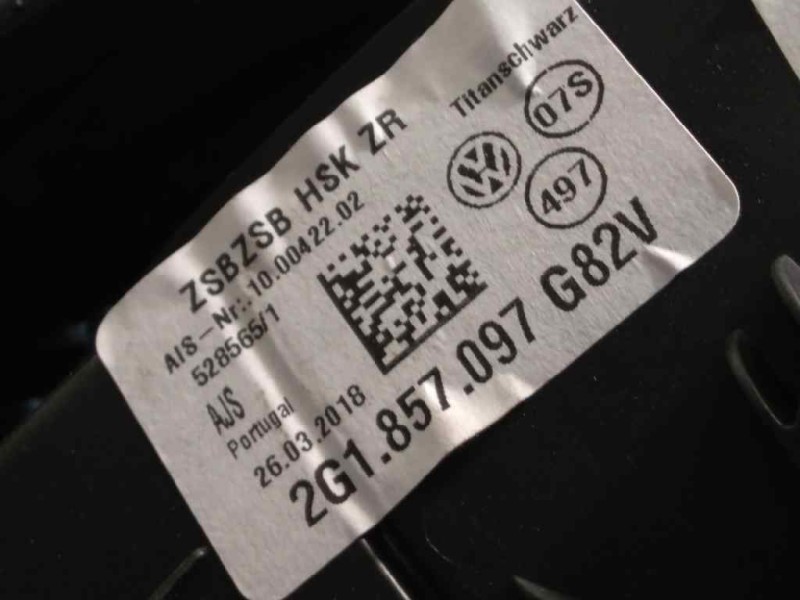 ZSBZSB HSK ZR
AIS-Nr.:10.00422.02
528565/1
AJS
Portugal
26.03.2018
Titanschwarz
07S
VW
497
2G1.857.097 G82V